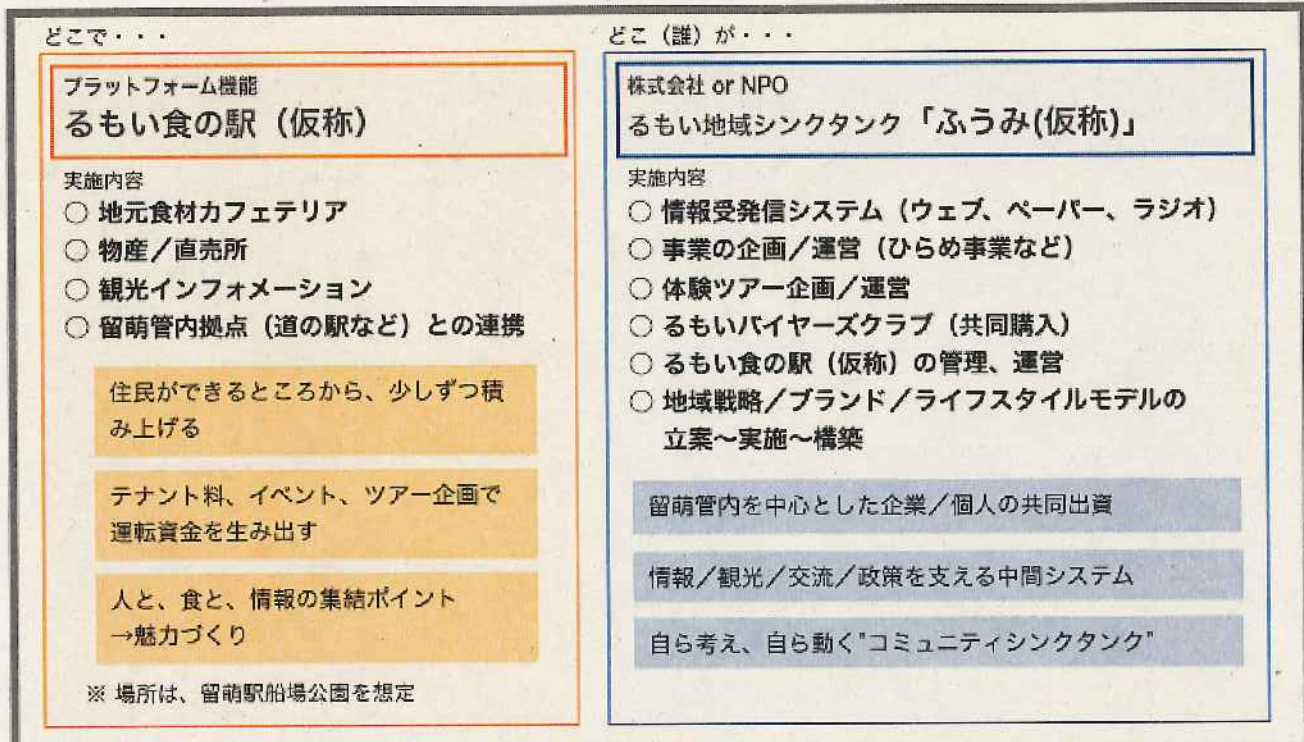 どこで・・・
プラットフォーム機能
るもい食の駅（仮称）
実施内容
○ 地元食材カフェテリア
○ 物産／直売所
○ 観光インフォメーション
○ 留萌管内拠点（道の駅など）との連携
住民ができるところから、少しずつ積
み上げる
テナント料、イベント、ツアー企画で
運転資金を生み出す
人と、食と、情報の集結ポイント
→魅力づくり
※ 場所は、留萌駅船場公園を想定
どこ（誰）が・・・
株式会社 or NPO
るもい地域シンクタンク「ふうみ(仮称)」
実施内容
○ 情報受発信システム（ウェブ、ペーパー、ラジオ）
○ 事業の企画／運営（ひらめ事業など）
○ 体験ツアー企画／運営
○ るもいバイヤーズクラブ（共同購入）
○ るもい食の駅（仮称）の管理、運営
○ 地域戦略／ブランド／ライフスタイルモデルの
立案～実施～構築
留萌管内を中心とした企業／個人の共同出資
情報／観光／交流／政策を支える中間システム
自ら考え、自ら動く"コミュニティシンクタンク"